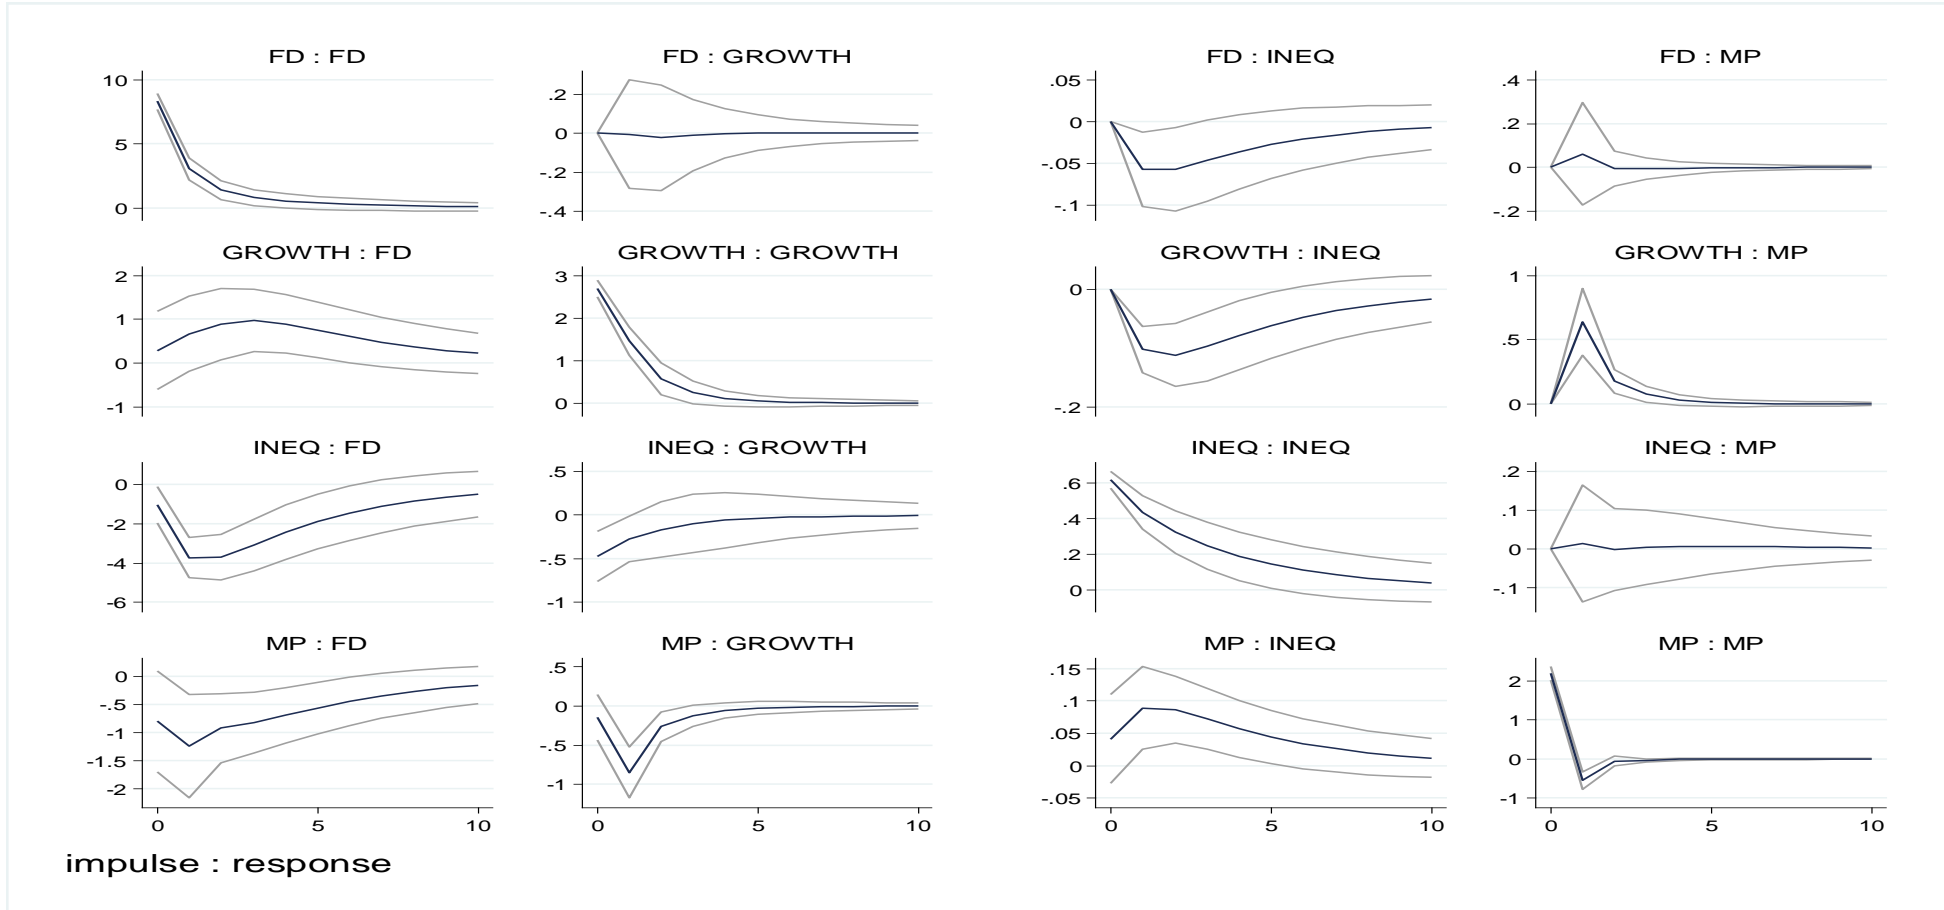 FD : FD
FD : GROWTH
FD : INEQ
FD : MP
10
5
0
.2
0
-.2
-.4
.05
0
-.05
-.1
.4
.2
0
-.2
GROWTH : FD
GROWTH : GROWTH
GROWTH : INEQ
GROWTH : MP
2
1
0
-1
3
2
1
0
0
-.2
1
.5
0
INEQ : FD
INEQ : GROWTH
INEQ : INEQ
INEQ : MP
0
-2
-4
-6
.5
0
-.5
-1
.6
.4
.2
0
.2
.1
0
-.1
MP : FD
MP : GROWTH
MP : INEQ
MP : MP
0
-.5
-1
-1.5
-2
.5
0
-.5
-1
.15
.1
.05
0
-.05
2
1
0
-1
0 5 10
0 5 10
0 5 10
0 5 10
impulse : response